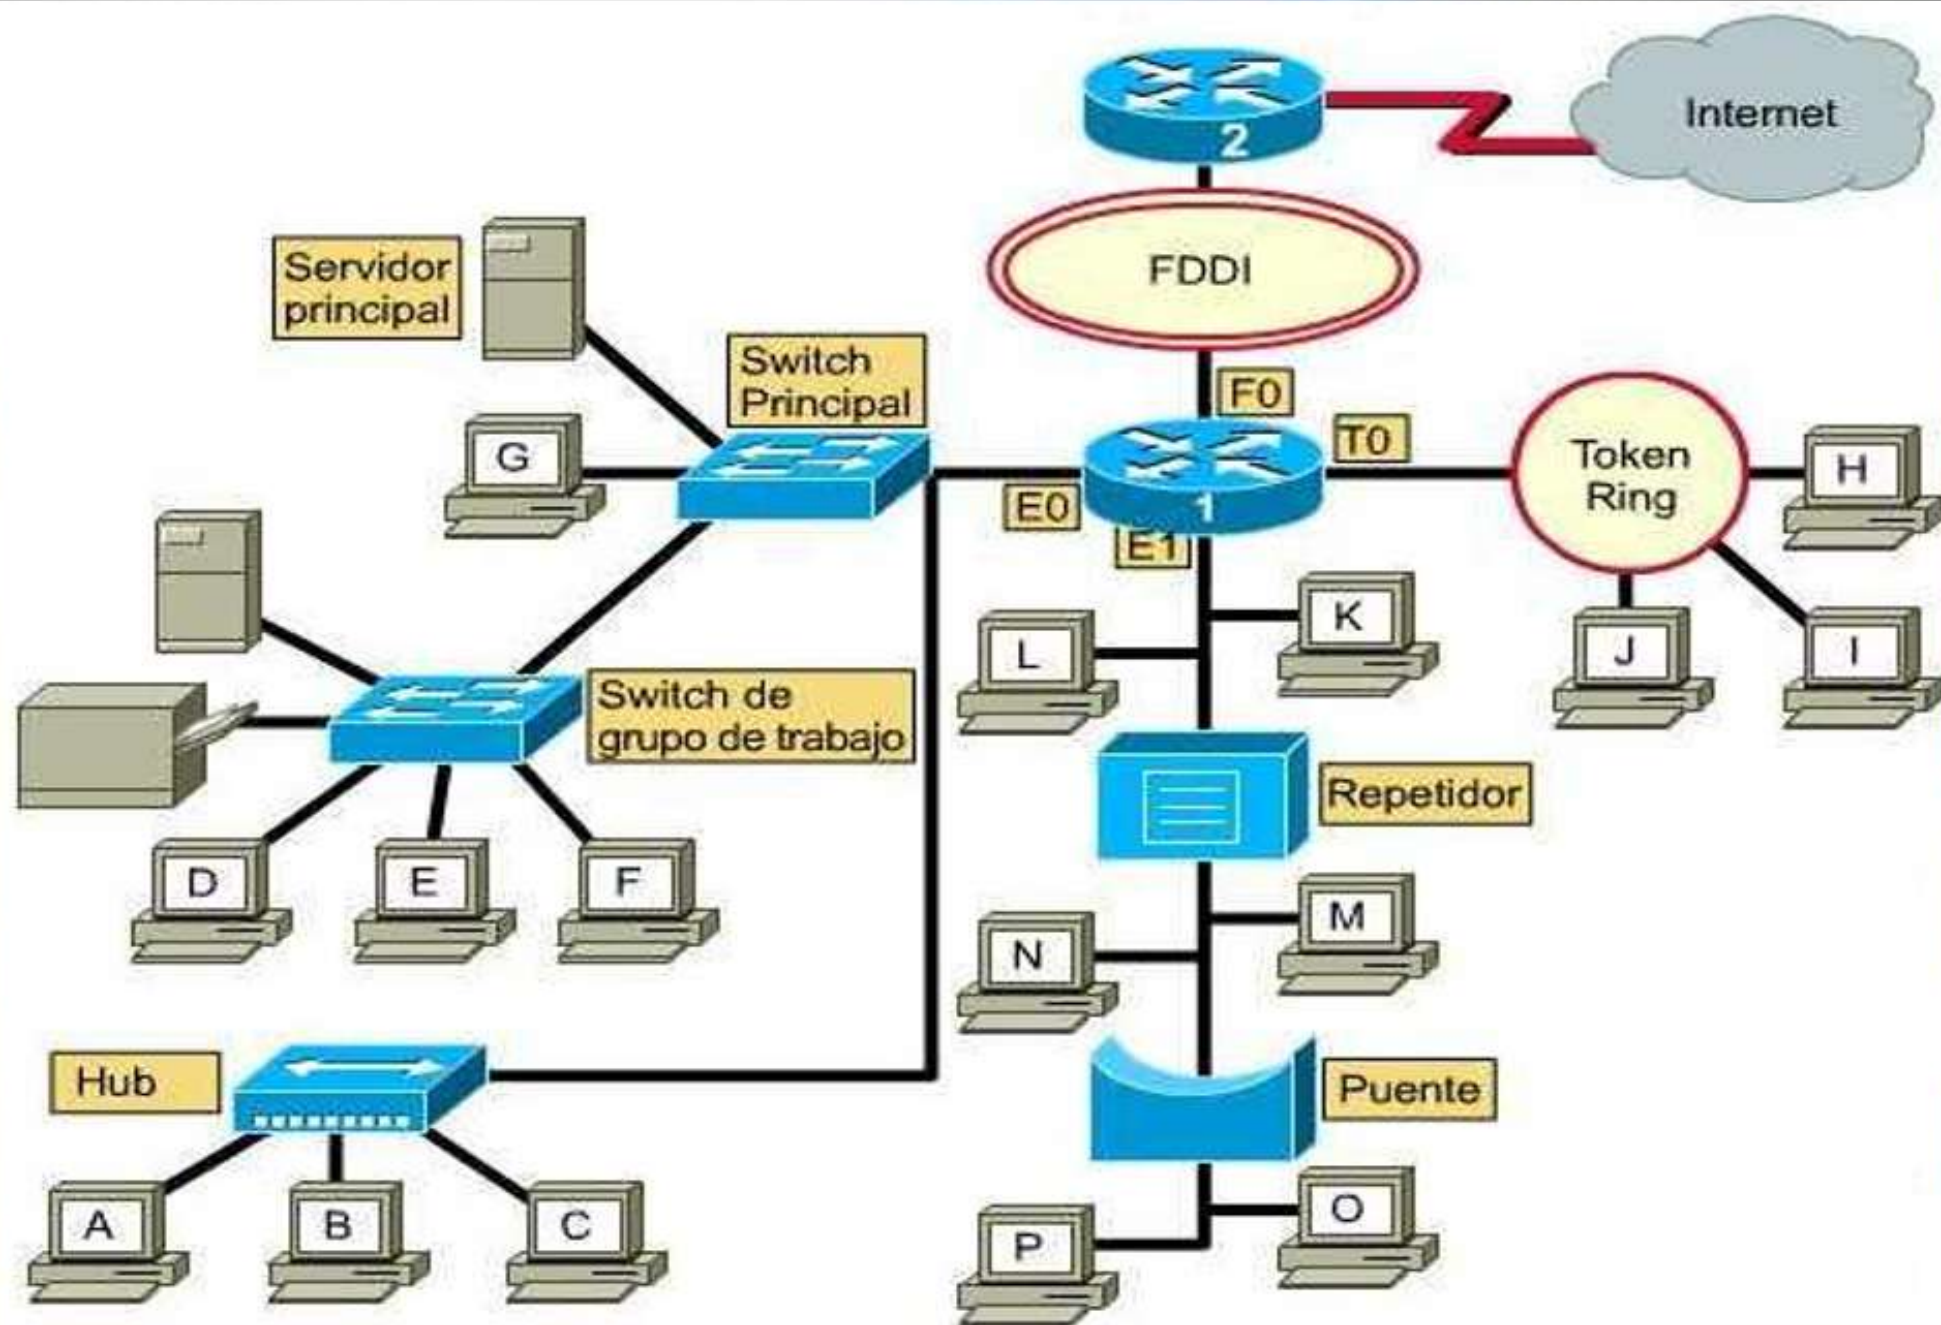 2
Internet
FDDI
Servidor
principal
Switch
Principal
F0
T0
G
E0
1
E1
Token
Ring
H
L
K
J
I
Switch de
grupo de trabajo
Repetidor
D
E
F
N
M
Hub
Puente
A
B
C
P
O